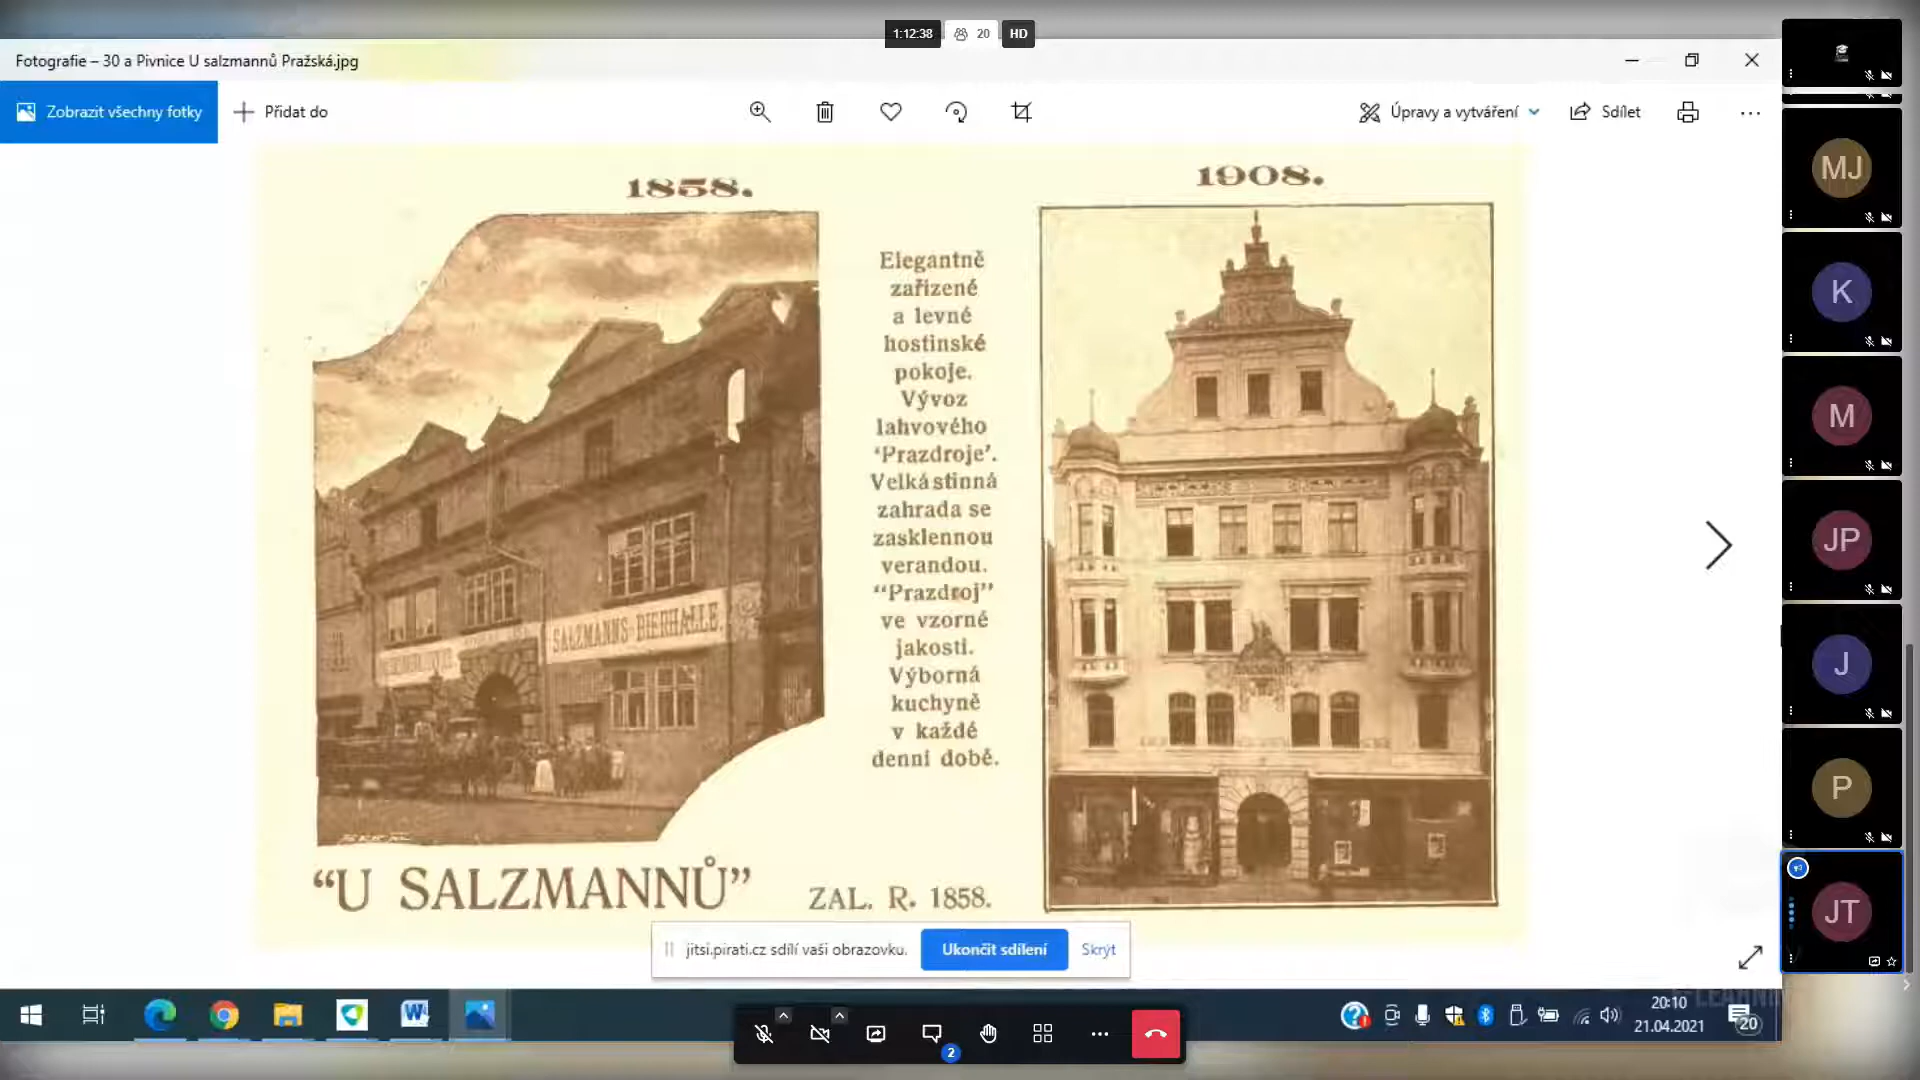 1:12:38
20
HD
Fotografie – 30 a Pivnice U salzmannů Pražská.jpg
Zobrazit všechny fotky
Přidat do
Úpravy a vytváření
Sdílet
1858.
1908.
Elegantně
zařizené
a levné
hostinské
pokoje.
Vývoz
lahvového
‘Prazdroje’.
Velká stinná
zahrada se
zasklennou
verandou.
“Prazdroj”
ve vzorné
jakosti.
Výborná
kuchyně
v každé
denni době.
SALZMANNS-BIERHALLE
“U SALZMANNŮ”
ZAL. R. 1858.
jitsi.pirati.cz sdílí vaši obrazovku.
Ukončit sdílení
Skrýt
MJ
K
M
JP
J
P
JT
2
20:10
21.04.2021
20